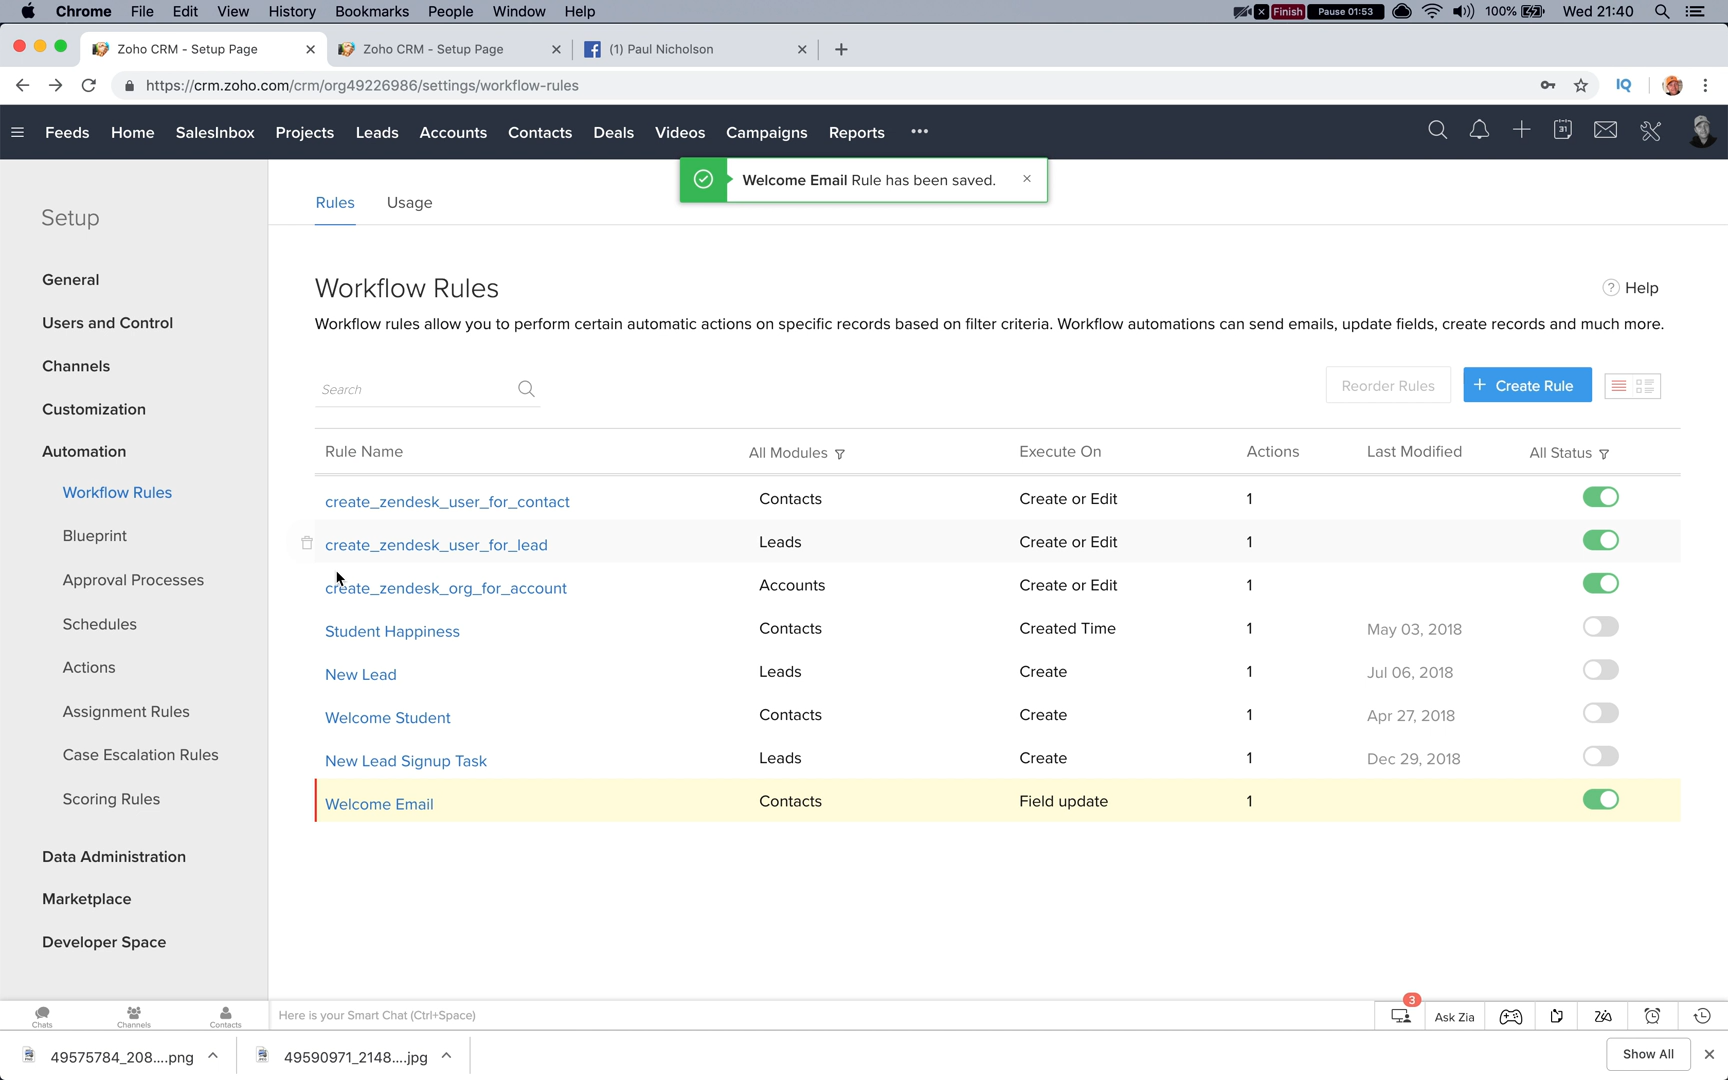 Chrome File Edit View History Bookmarks People Window Help Finish Pause 01:53 100% Wed 21:40
Zoho CRM - Setup Page Zoho CRM - Setup Page (1) Paul Nicholson
https://crm.zoho.com/crm/org49226986/settings/workflow-rules IQ
Feeds Home SalesInbox Projects Leads Accounts Contacts Deals Videos Campaigns Reports ••• 31
Welcome Email Rule has been saved.
Rules Usage
Setup
General
Users and Control
Channels
Customization
Automation
Workflow Rules
Blueprint
Approval Processes
Schedules
Actions
Assignment Rules
Case Escalation Rules
Scoring Rules
Data Administration
Marketplace
Developer Space
Workflow Rules
? Help
Workflow rules allow you to perform certain automatic actions on specific records based on filter criteria. Workflow automations can send emails, update fields, create records and much more.
Search
Reorder Rules + Create Rule
Rule Name All Modules Execute On Actions Last Modified All Status
create_zendesk_user_for_contact Contacts Create or Edit 1
create_zendesk_user_for_lead Leads Create or Edit 1
create_zendesk_org_for_account Accounts Create or Edit 1
Student Happiness Contacts Created Time 1 May 03, 2018
New Lead Leads Create 1 Jul 06, 2018
Welcome Student Contacts Create 1 Apr 27, 2018
New Lead Signup Task Leads Create 1 Dec 29, 2018
Welcome Email Contacts Field update 1
Chats Channels Contacts Here is your Smart Chat (Ctrl+Space) 3 Ask Zia
49575784_208....png 49590971_2148....jpg Show All